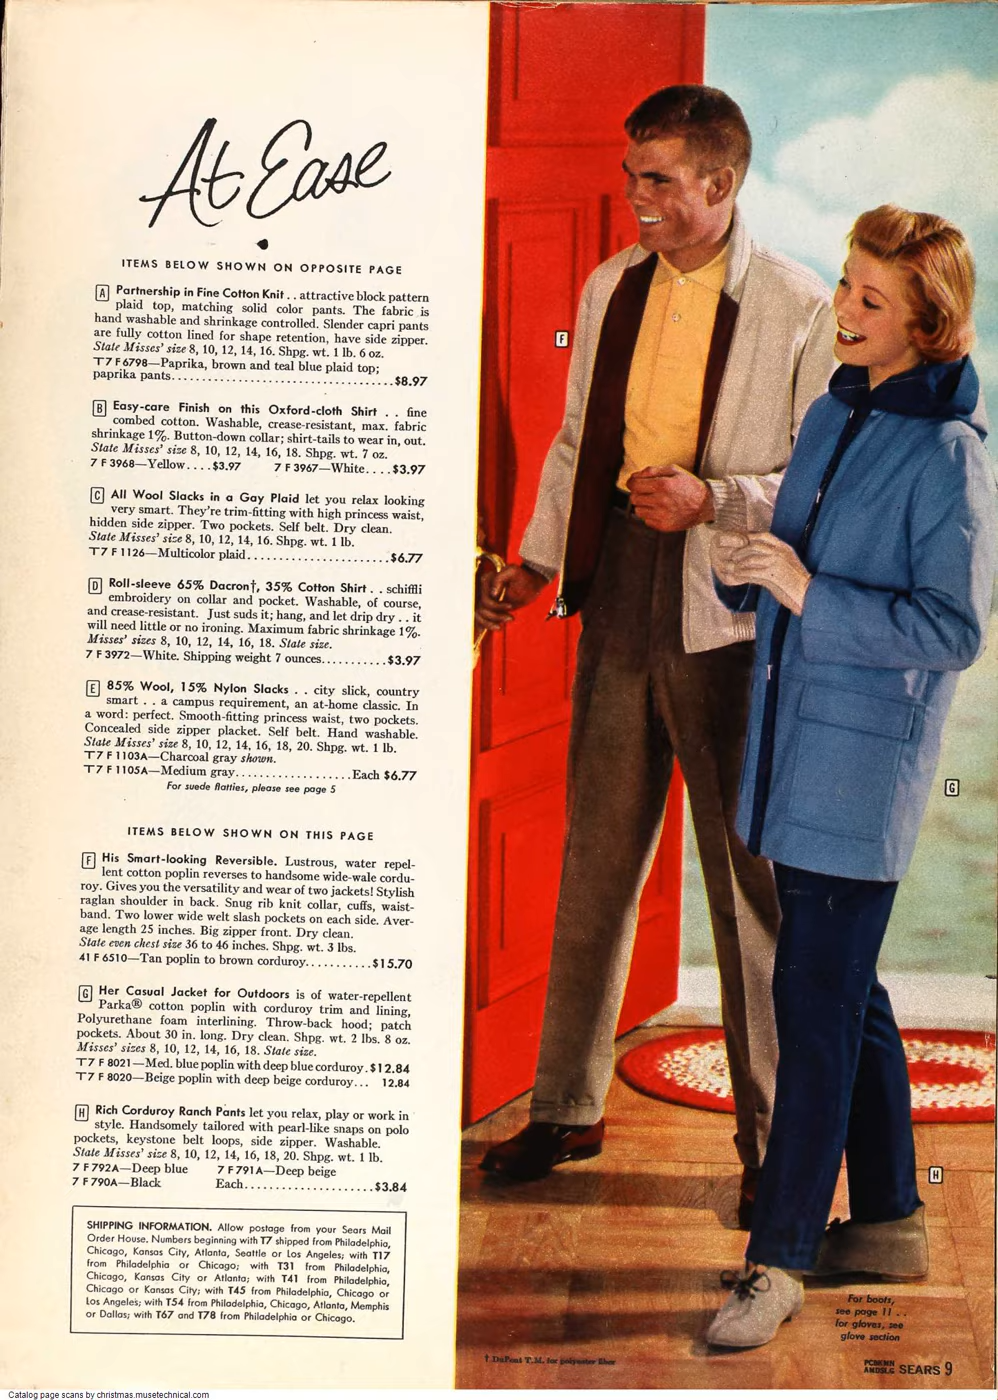 At Ease
ITEMS BELOW SHOWN ON OPPOSITE PAGE
A Partnership in Fine Cotton Knit . . attractive block pattern
plaid top, matching solid color pants. The fabric is
hand washable and shrinkage controlled. Slender capri pants
are fully cotton lined for shape retention, have side zipper.
State Misses' size 8, 10, 12, 14, 16. Shpg. wt. 1 lb. 6 oz.
T7 F 6798—Paprika, brown and teal blue plaid top;
paprika pants....................................$8.97
B Easy-care Finish on this Oxford-cloth Shirt . . fine
combed cotton. Washable, crease-resistant, max. fabric
shrinkage 1%. Button-down collar; shirt-tails to wear in, out.
State Misses' size 8, 10, 12, 14, 16, 18. Shpg. wt. 7 oz.
7 F 3968—Yellow....$3.97 7 F 3967—White....$3.97
C All Wool Slacks in a Gay Plaid let you relax looking
very smart. They're trim-fitting with high princess waist,
hidden side zipper. Two pockets. Self belt. Dry clean.
State Misses' size 8, 10, 12, 14, 16. Shpg. wt. 1 lb.
T7 F 1126—Multicolor plaid.......................$6.77
D Roll-sleeve 65% Dacron†, 35% Cotton Shirt . . schiffli
embroidery on collar and pocket. Washable, of course,
and crease-resistant. Just suds it; hang, and let drip dry . . it
will need little or no ironing. Maximum fabric shrinkage 1%.
Misses' sizes 8, 10, 12, 14, 16, 18. State size.
7 F 3972—White. Shipping weight 7 ounces...........$3.97
E 85% Wool, 15% Nylon Slacks . . city slick, country
smart . . a campus requirement, an at-home classic. In
a word: perfect. Smooth-fitting princess waist, two pockets.
Concealed side zipper placket. Self belt. Hand washable.
State Misses' size 8, 10, 12, 14, 16, 18, 20. Shpg. wt. 1 lb.
T7 F 1103A—Charcoal gray shown.
T7 F 1105A—Medium gray...................Each $6.77
For suede flatties, please see page 5
ITEMS BELOW SHOWN ON THIS PAGE
F His Smart-looking Reversible. Lustrous, water repel-
lent cotton poplin reverses to handsome wide-wale cordu-
roy. Gives you the versatility and wear of two jackets! Stylish
raglan shoulder in back. Snug rib knit collar, cuffs, waist-
band. Two lower wide welt slash pockets on each side. Aver-
age length 25 inches. Big zipper front. Dry clean.
State even chest size 36 to 46 inches. Shpg. wt. 3 lbs.
41 F 6510—Tan poplin to brown corduroy...........$15.70
G Her Casual Jacket for Outdoors is of water-repellent
Parka® cotton poplin with corduroy trim and lining,
Polyurethane foam interlining. Throw-back hood; patch
pockets. About 30 in. long. Dry clean. Shpg. wt. 2 lbs. 8 oz.
Misses' sizes 8, 10, 12, 14, 16, 18. State size.
T7 F 8021—Med. blue poplin with deep blue corduroy.$12.84
T7 F 8020—Beige poplin with deep beige corduroy... 12.84
H Rich Corduroy Ranch Pants let you relax, play or work in
style. Handsomely tailored with pearl-like snaps on polo
pockets, keystone belt loops, side zipper. Washable.
State Misses' size 8, 10, 12, 14, 16, 18, 20. Shpg. wt. 1 lb.
7 F 792A—Deep blue 7 F 791A—Deep beige
7 F 790A—Black Each.....................$3.84
SHIPPING INFORMATION. Allow postage from your Sears Mail
Order House. Numbers beginning with T7 shipped from Philadelphia,
Chicago, Kansas City, Atlanta, Seattle or Los Angeles; with T17
from Philadelphia or Chicago; with T31 from Philadelphia,
Chicago, Kansas City or Atlanta; with T41 from Philadelphia,
Chicago or Kansas City; with T45 from Philadelphia, Chicago or
Los Angeles; with T54 from Philadelphia, Chicago, Atlanta, Memphis
or Dallas; with T67 and T78 from Philadelphia or Chicago.
F
G
H
For boots,
see page 11 . .
for gloves, see
glove section
† DuPont T.M. for polyester fiber
SEARS 9
Catalog page scans by christmas.musetechnical.com